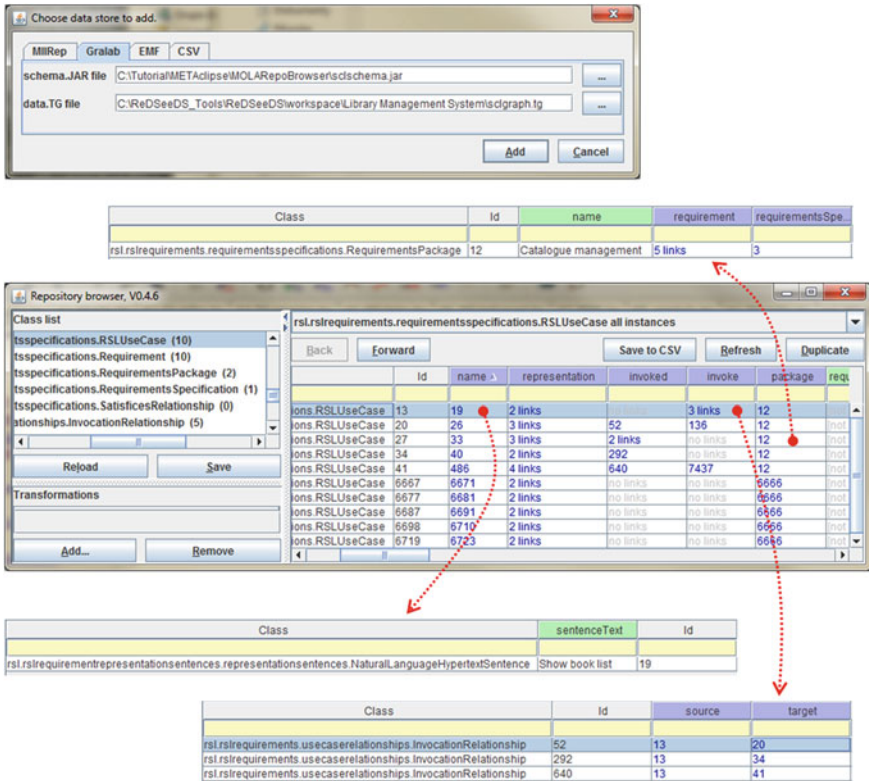 Choose data store to add.
MIIRep Gralab EMF CSV
schema.JAR file C:\Tutorial\METAclipse\MOLARepoBrowser\sclschema.jar ...
data.TG file C:\ReDSeeDS_Tools\ReDSeeDS\workspace\Library Management System\sclgraph.tg ...
Add Cancel
Class Id name requirement requirementsSpe...
rsl.rslrequirements.requirementsspecifications.RequirementsPackage 12 Catalogue management 5 links 3
Repository browser, V0.4.6
Class list
tsspecifications.RSLUseCase (10)
tsspecifications.Requirement (10)
tsspecifications.RequirementsPackage (2)
tsspecifications.RequirementsSpecification (1)
tsspecifications.SatisficesRelationship (0)
ationships.InvocationRelationship (5)
Reload Save
Transformations
Add... Remove
rsl.rslrequirements.requirementsspecifications.RSLUseCase all instances
Back Forward Save to CSV Refresh Duplicate
Id name representation invoked invoke package requ
ions.RSLUseCase 13 19 2 links no links 3 links 12 [not
ions.RSLUseCase 20 26 3 links 52 136 12 [not
ions.RSLUseCase 27 33 3 links 2 links no links 12 [not
ions.RSLUseCase 34 40 2 links 292 no links 12 [not
ions.RSLUseCase 41 486 4 links 640 7437 12 [not
ions.RSLUseCase 6667 6671 2 links no links no links 6666 [not
ions.RSLUseCase 6677 6681 2 links no links no links 6666 [not
ions.RSLUseCase 6687 6691 2 links no links no links 6666 [not
ions.RSLUseCase 6698 6710 2 links no links no links 6666 [not
ions.RSLUseCase 6719 6723 2 links no links no links 6666 [not
Class sentenceText Id
rsl.rslrequirementrepresentationsentences.representationsentences.NaturalLanguageHypertextSentence Show book list 19
Class Id source target
rsl.rslrequirements.usecaserelationships.InvocationRelationship 52 13 20
rsl.rslrequirements.usecaserelationships.InvocationRelationship 292 13 34
rsl.rslrequirements.usecaserelationships.InvocationRelationship 640 13 41